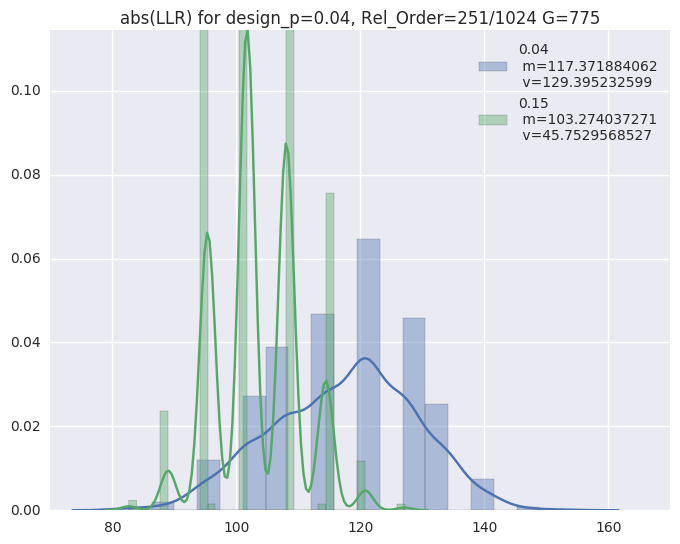 abs(LLR) for design_p=0.04, Rel_Order=251/1024 G=775
0.04
m=117.371884062
v=129.395232599
0.15
m=103.274037271
v=45.7529568527
0.10
0.08
0.06
0.04
0.02
0.00
80 100 120 140 160